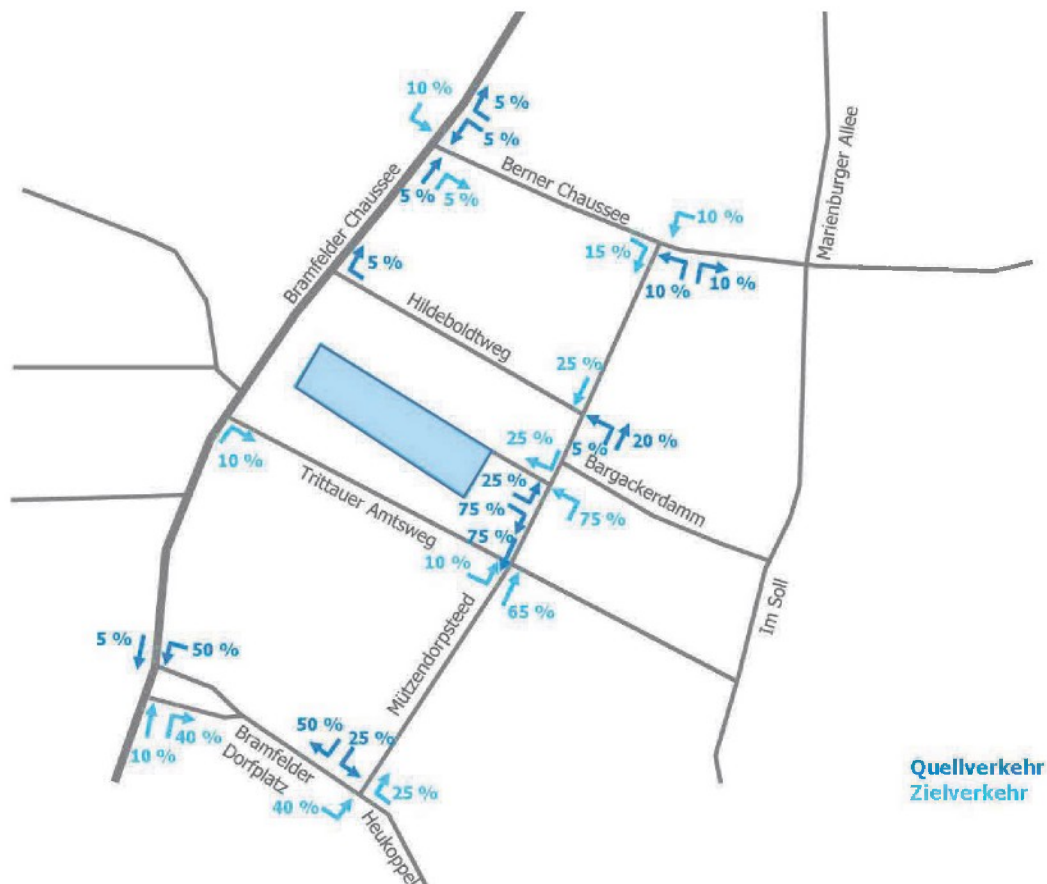 10 %
5 %
5 %
Bramfelder Chaussee
5 %
5 %
Berner Chaussee
Marienburger Allee
10 %
15 %
10 %
10 %
5 %
Hildeboldtweg
25 %
25 %
5 %
20 %
Bargackerdamm
10 %
Trittauer Amtsweg
25 %
75 %
75 %
75 %
10 %
65 %
Im Soll
Mützendorpsteed
5 %
50 %
10 %
40 %
Bramfelder
Dorfplatz
50 %
25 %
40 %
25 %
Heukoppel
Quellverkehr
Zielverkehr